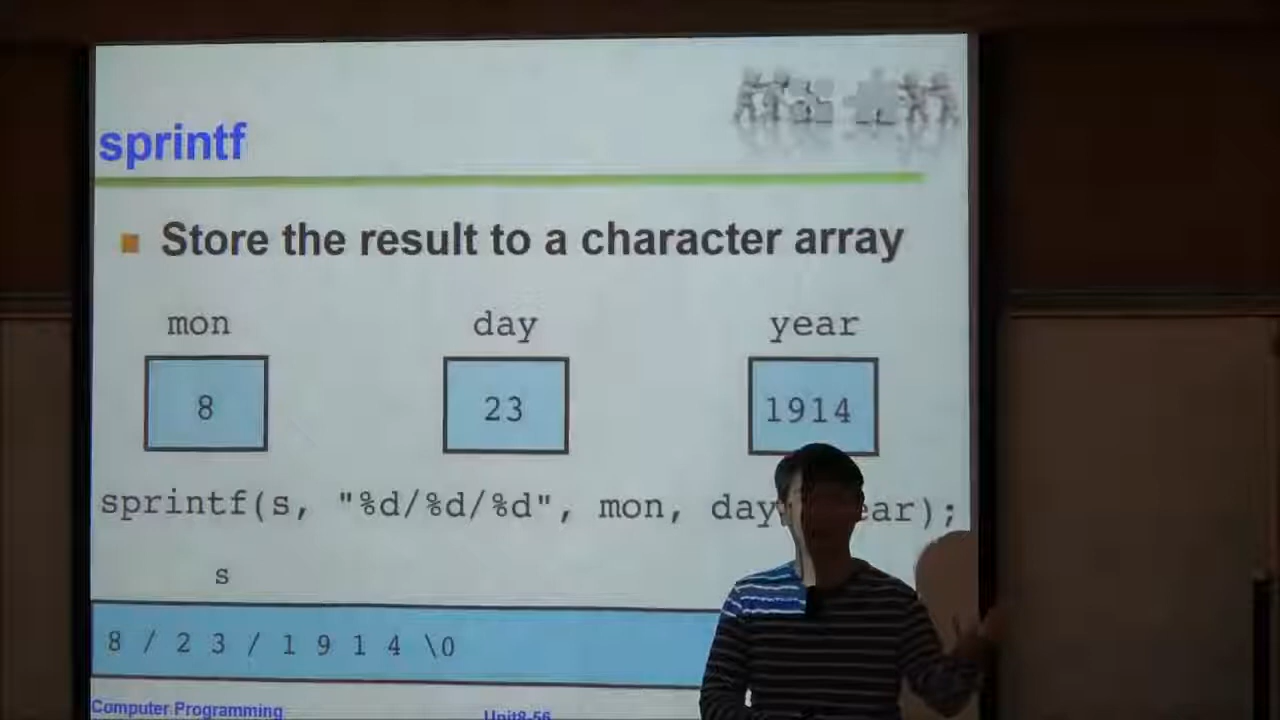 sprintf
Store the result to a character array
mon day year
8 23 1914
sprintf(s, "%d/%d/%d", mon, day ear);
s
8 / 2 3 / 1 9 1 4 \0
Computer Programming Unit8-56